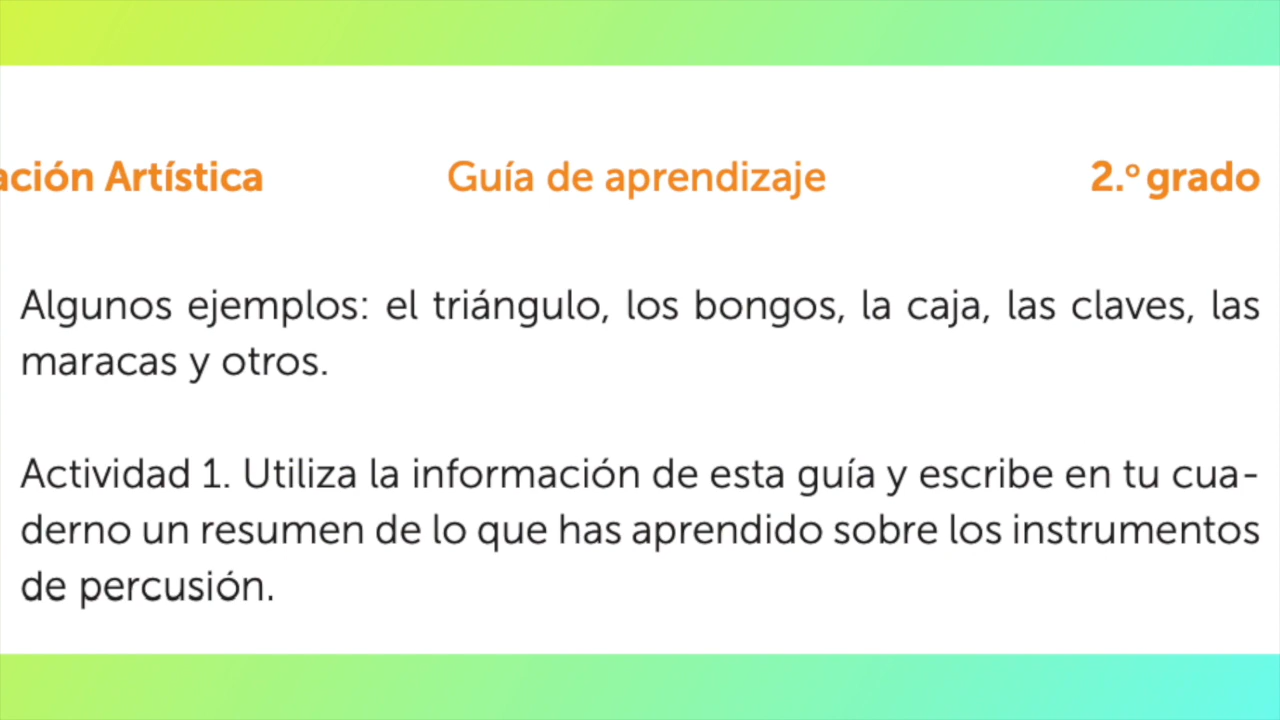 ación Artística Guía de aprendizaje 2.º grado
Algunos ejemplos: el triángulo, los bongos, la caja, las claves, las
maracas y otros.
Actividad 1. Utiliza la información de esta guía y escribe en tu cua-
derno un resumen de lo que has aprendido sobre los instrumentos
de percusión.